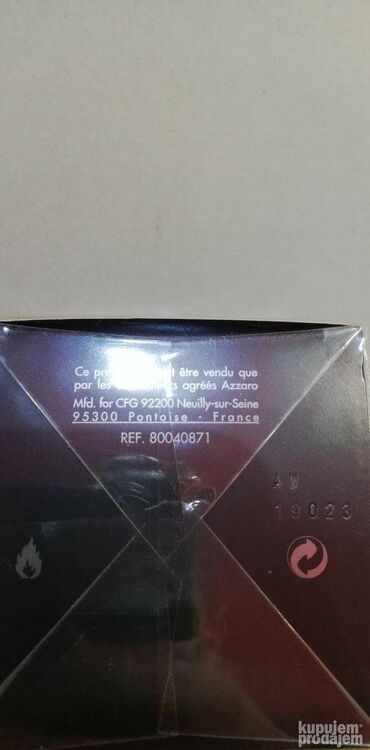 Ce pro être vendu que
par les agréés Azzaro
Mfd. for CFG 92200 Neuilly-sur-Seine
95300 Pontoise - France
REF. 80040871
AW
19023
kupujem
prodajem